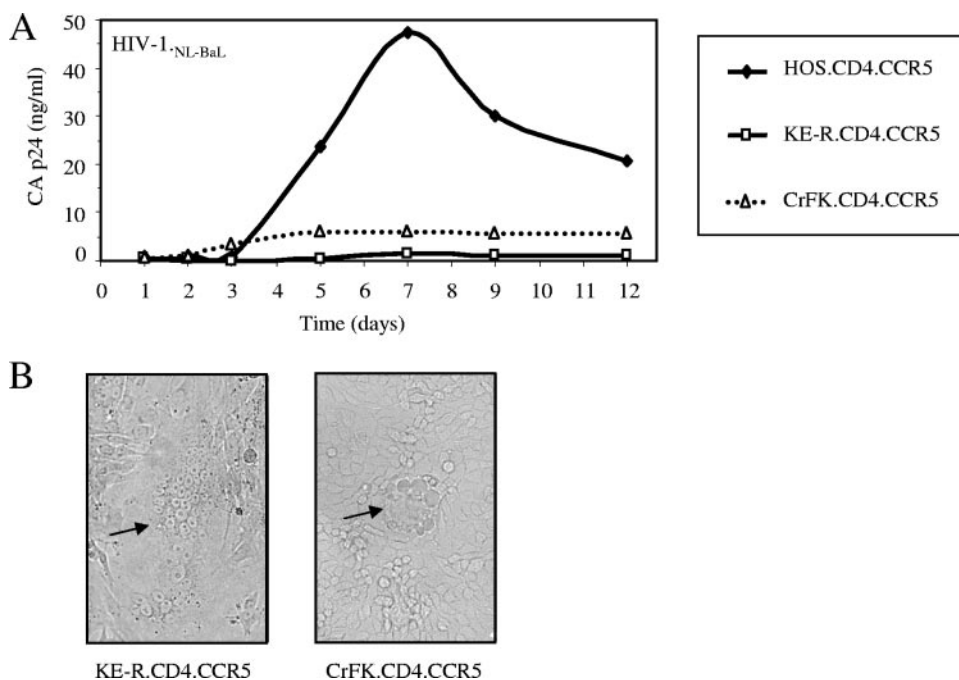 A
CA p24 (ng/ml)
50
40
30
20
10
0
HIV-1.NL-BaL
0 1 2 3 5 7 8 9 10 11 12
Time (days)
HOS.CD4.CCR5
KE-R.CD4.CCR5
CrFK.CD4.CCR5
B
KE-R.CD4.CCR5
CrFK.CD4.CCR5